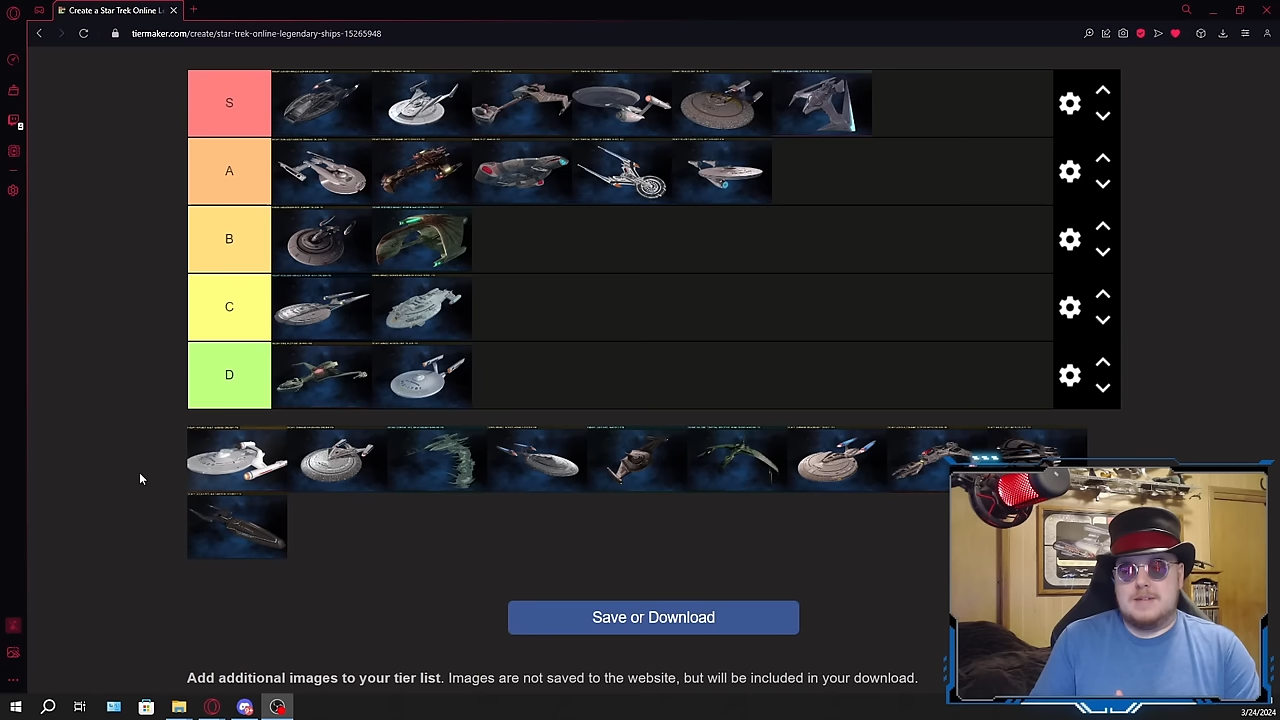 Create a Star Trek Online L
tiermaker.com/create/star-trek-online-legendary-ships-15265948
S
A
B
C
D
Save or Download
Add additional images to your tier list. Images are not saved to the website, but will be included in your download.
3/24/2024